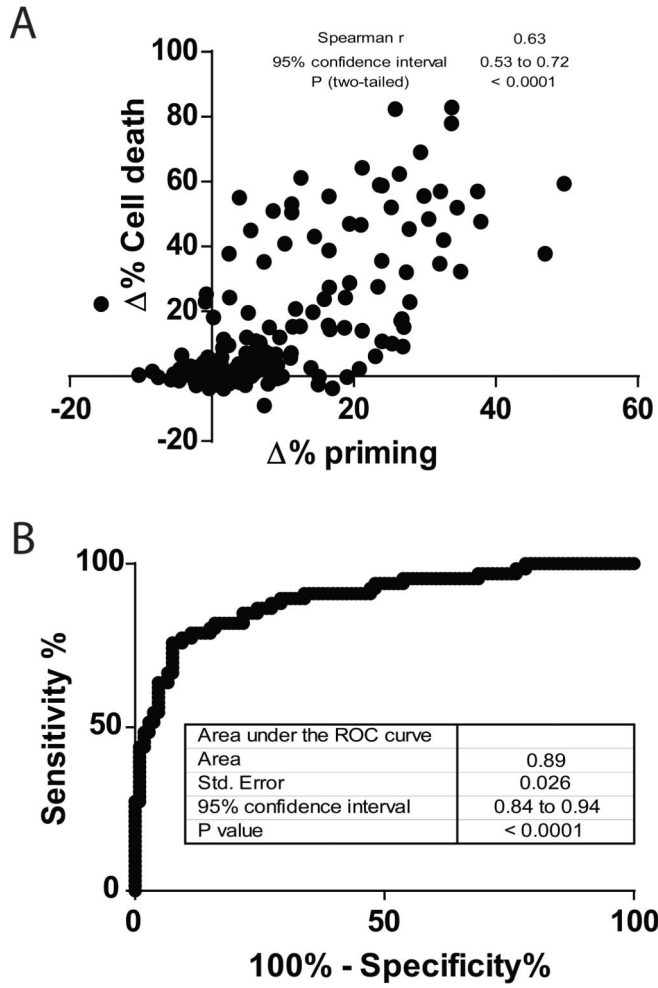 A
Spearman r 0.63
95% confidence interval 0.53 to 0.72
P (two-tailed) < 0.0001
100
80
60
40
20
-20
-20 20 40 60
Δ% Cell death
Δ% priming
B
100
50
0
Sensitivity %
Area under the ROC curve
Area 0.89
Std. Error 0.026
95% confidence interval 0.84 to 0.94
P value < 0.0001
0 50 100
100% - Specificity%